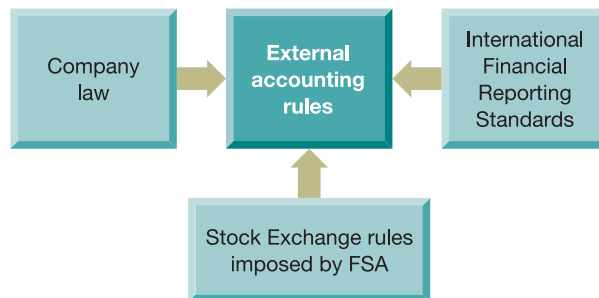 Company
law
External
accounting
rules
International
Financial
Reporting
Standards
Stock Exchange rules
imposed by FSA